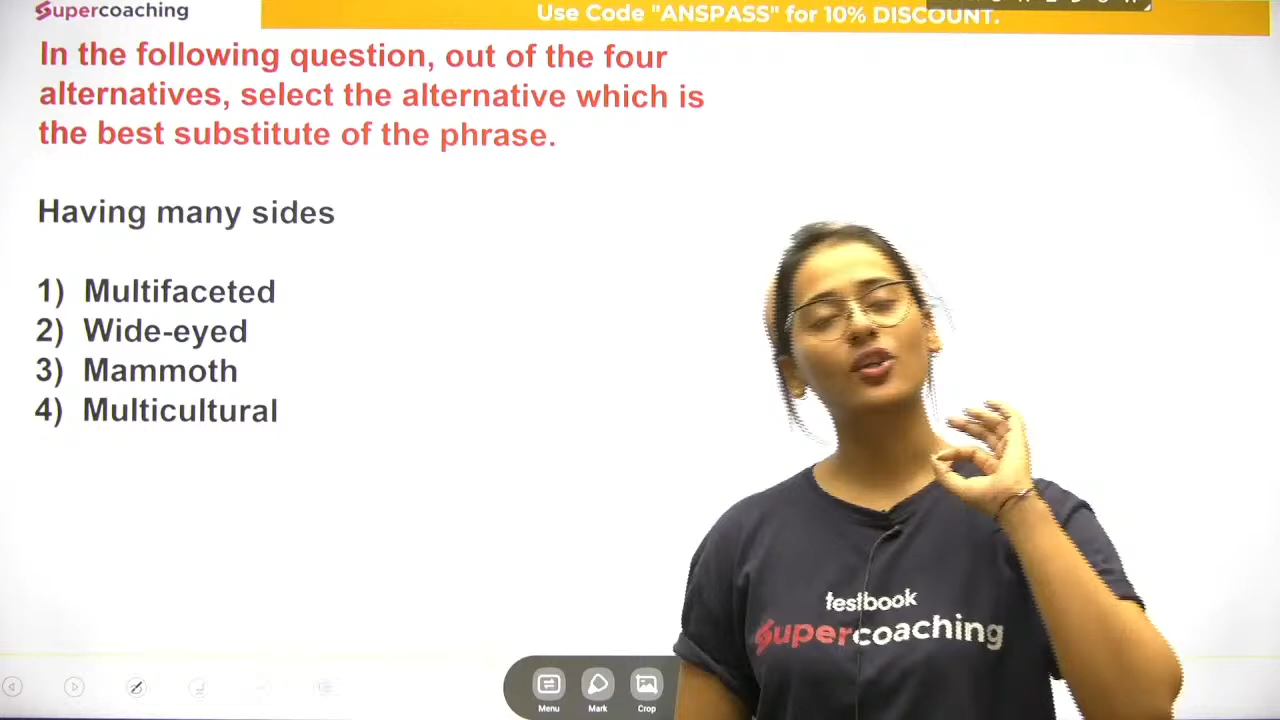 Supercoaching
Use Code "ANSPASS" for 10% DISCOUNT.
In the following question, out of the four
alternatives, select the alternative which is
the best substitute of the phrase.
Having many sides
1) Multifaceted
2) Wide-eyed
3) Mammoth
4) Multicultural
testbook
Supercoaching
Menu
Mark
Crop